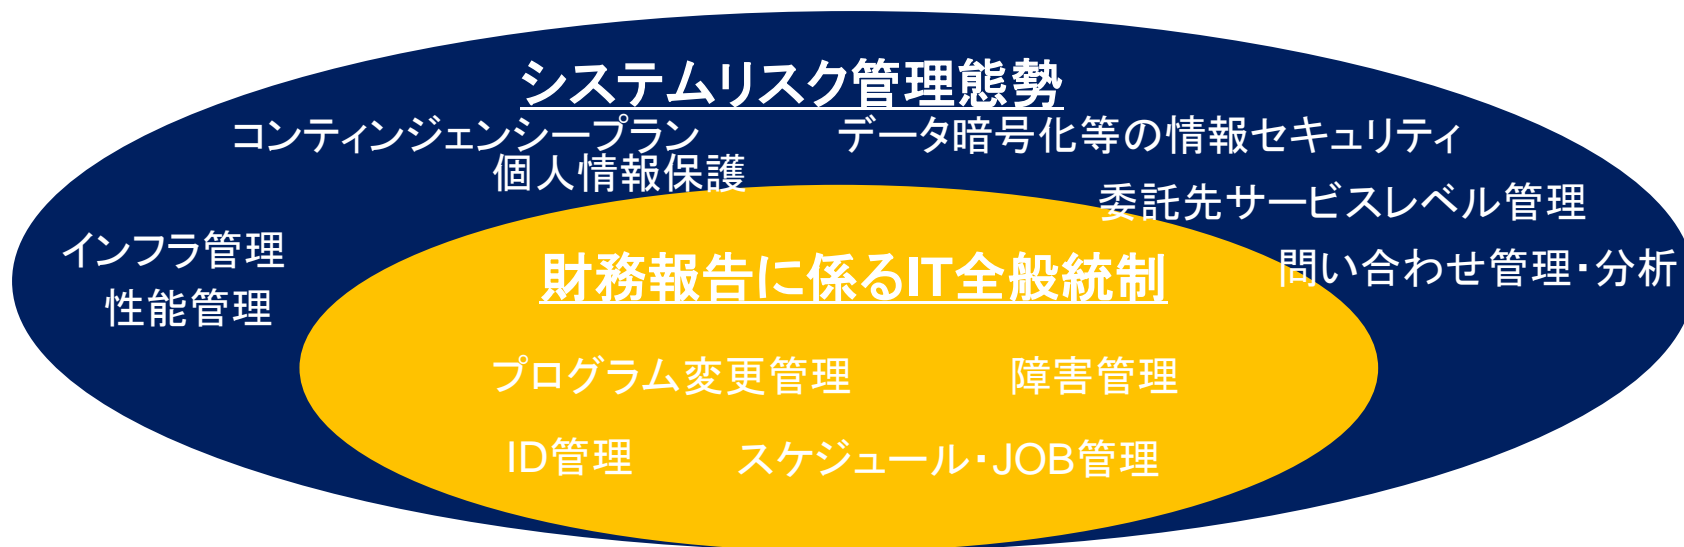 システムリスク管理態勢
コンティンジェンシープラン
データ暗号化等の情報セキュリティ
個人情報保護
委託先サービスレベル管理
インフラ管理
問い合わせ管理・分析
財務報告に係るIT全般統制
性能管理
プログラム変更管理
障害管理
ID管理
スケジュール・JOB管理